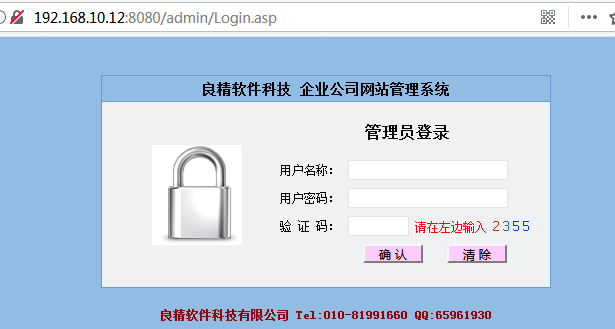 192.168.10.12:8080/admin/Login.asp
良精软件科技 企业公司网站管理系统
管理员登录
用户名称：
用户密码：
验 证 码： 请在左边输入 2355
确 认 清 除
良精软件科技有限公司 Tel:010-81991660 QQ:65961930